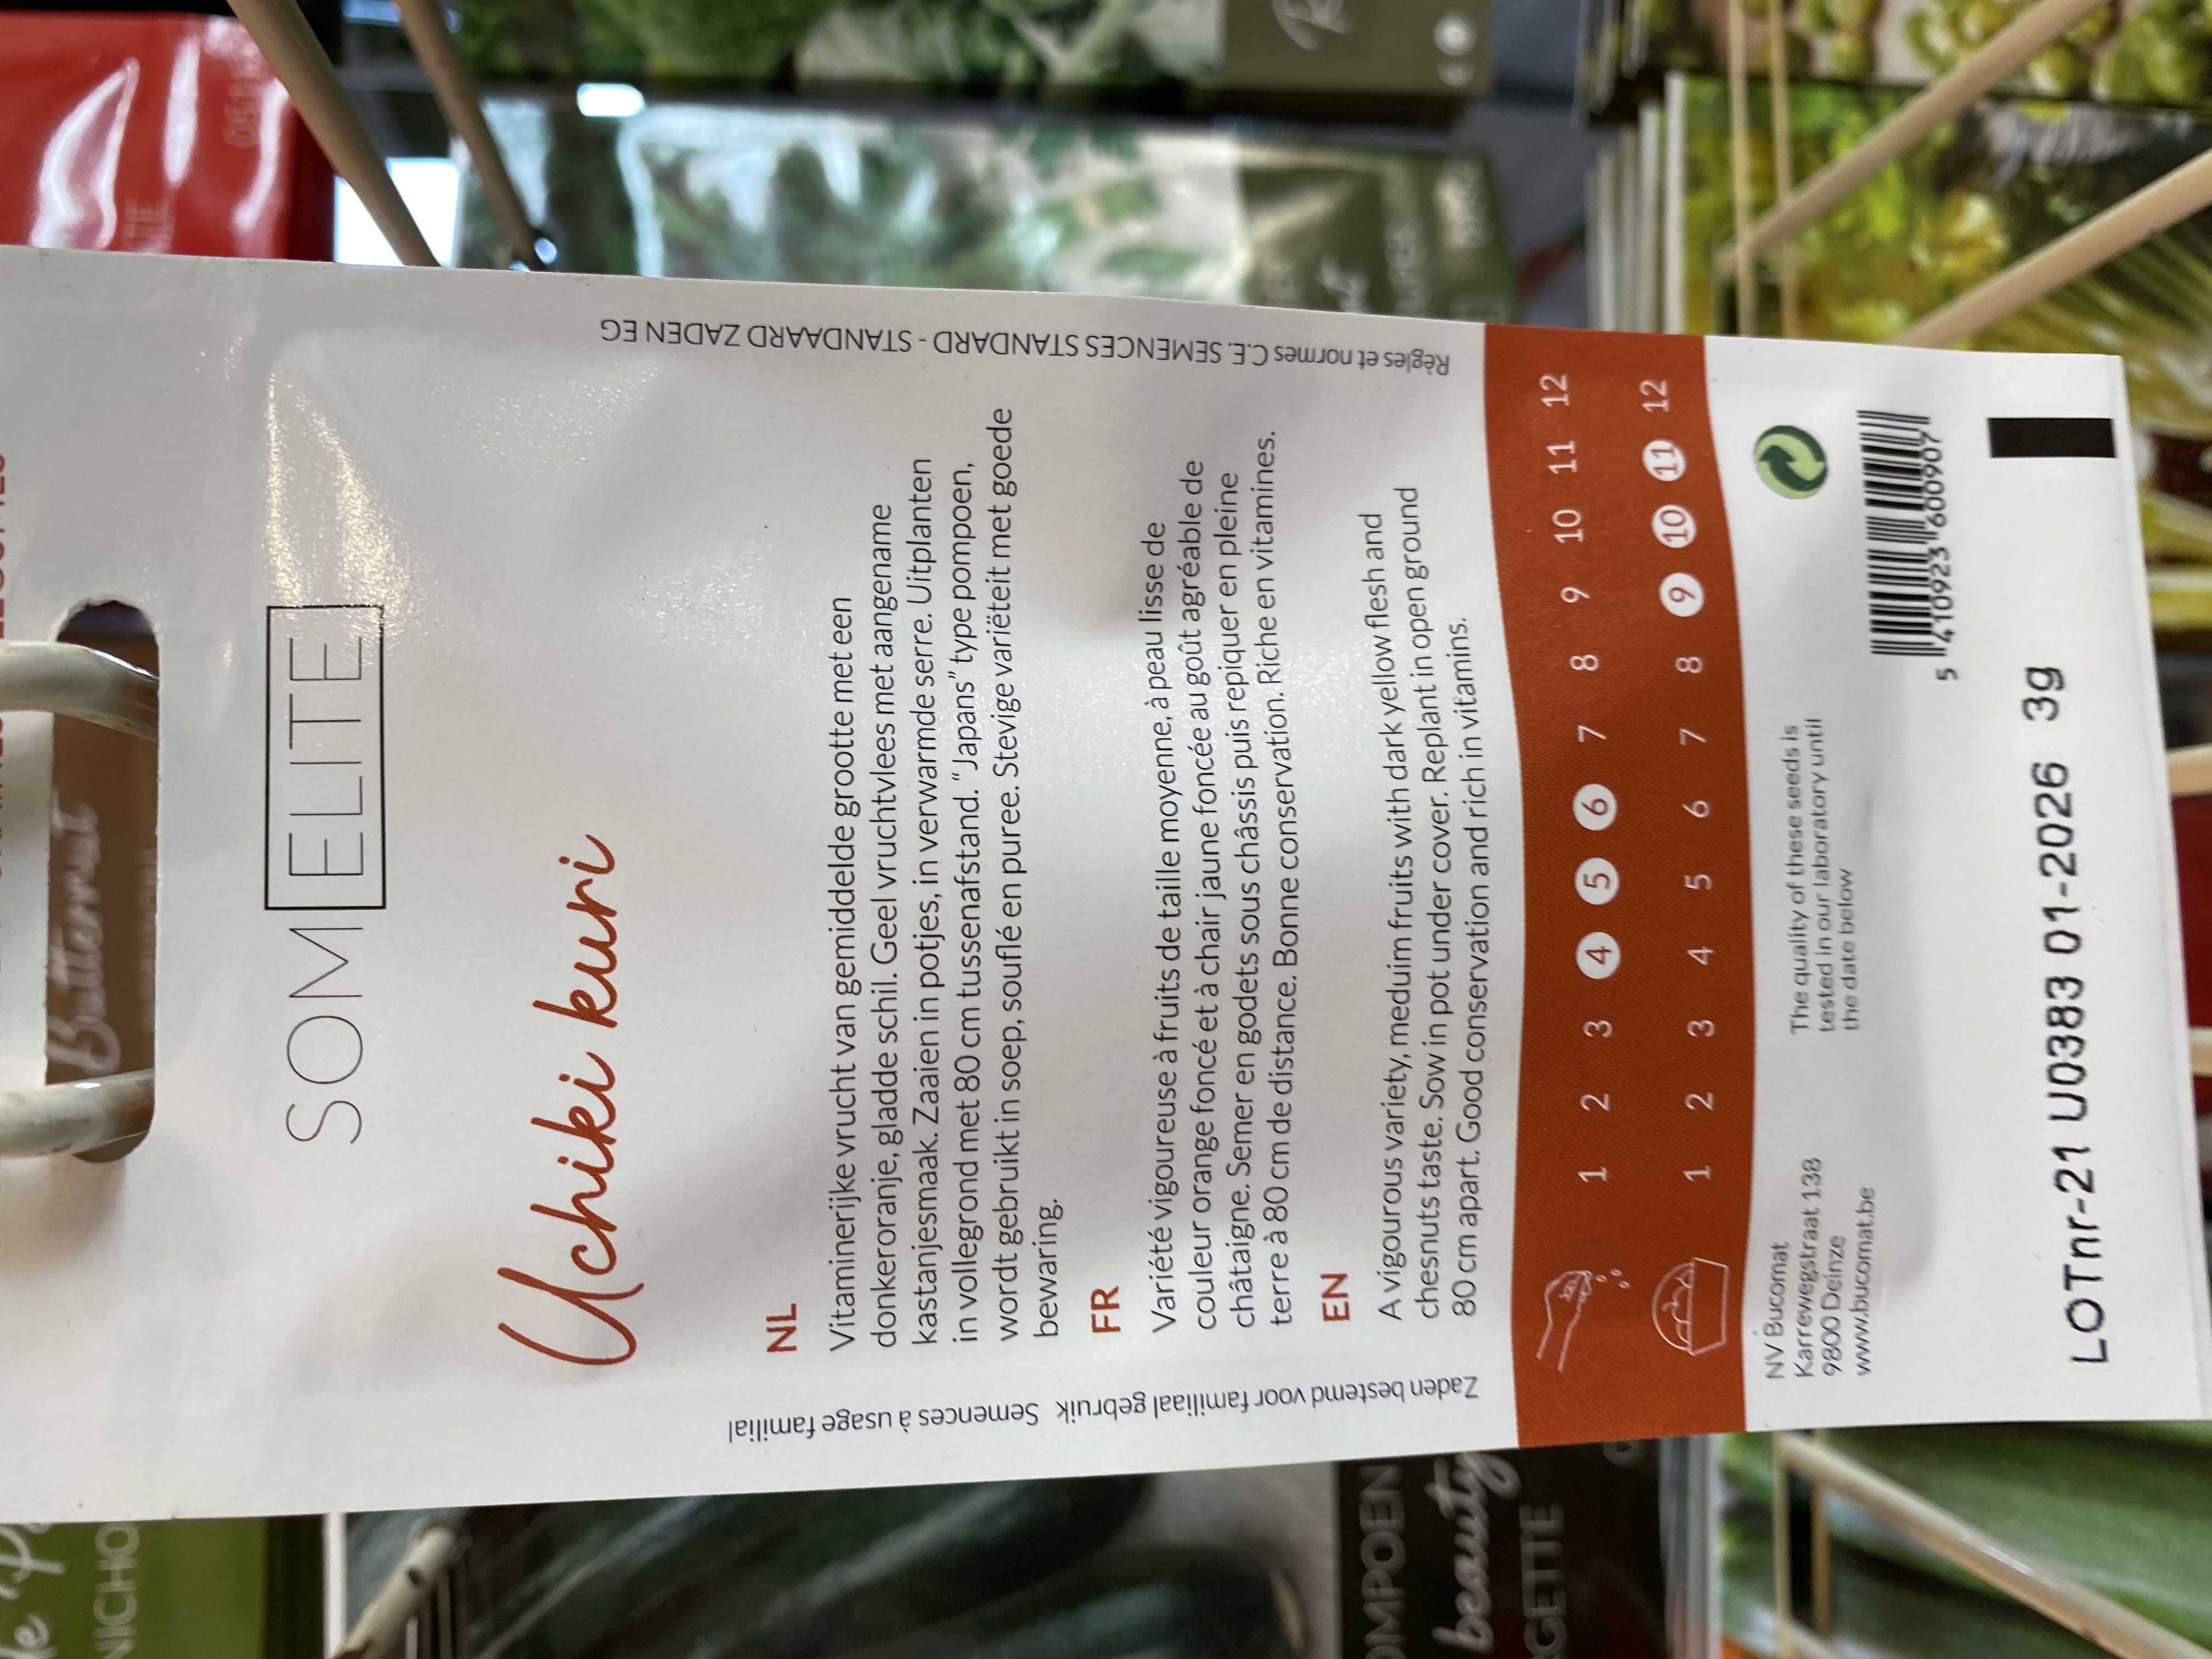 SOM ELITE
Uchiki kuri
NL
Vitaminerijke vrucht van gemiddelde grootte met een
donkeroranje, gladde schil. Geel vruchtvlees met aangename
kastanjesmaak. Zaaien in potjes, in verwarmde serre. Uitplanten
in vollegrond met 80 cm tussenafstand. “Japans” type pompoen,
wordt gebruikt in soep, souflé en puree. Stevige variëteit met goede
bewaring.
FR
Variété vigoureuse à fruits de taille moyenne, à peau lisse de
couleur orange foncé et à chair jaune foncée au goût agréable de
châtaigne. Semer en godets sous châssis puis repiquer en pleine
terre à 80 cm de distance. Bonne conservation. Riche en vitamines.
EN
A vigourous variety, meduim fruits with dark yellow flesh and
chesnuts taste. Sow in pot under cover. Replant in open ground
80 cm apart. Good conservation and rich in vitamins.
Zaden bestemd voor familiaal gebruik Semences à usage familial
Règles et normes C.E. SEMENCES STANDARD - STANDAARD ZADEN EG
1 2 3 4 5 6 7 8 9 10 11 12
1 2 3 4 5 6 7 8 9 10 11 12
NV Bucomat
Karrewegstraat 138
9800 Deinze
www.bucomat.be
The quality of these seeds is
tested in our laboratory until
the date below
5 410923 600907
LOTnr-21 U0383 01-2026 3g
Butternut
OMPOEN
beauty
GETTE
NICHO